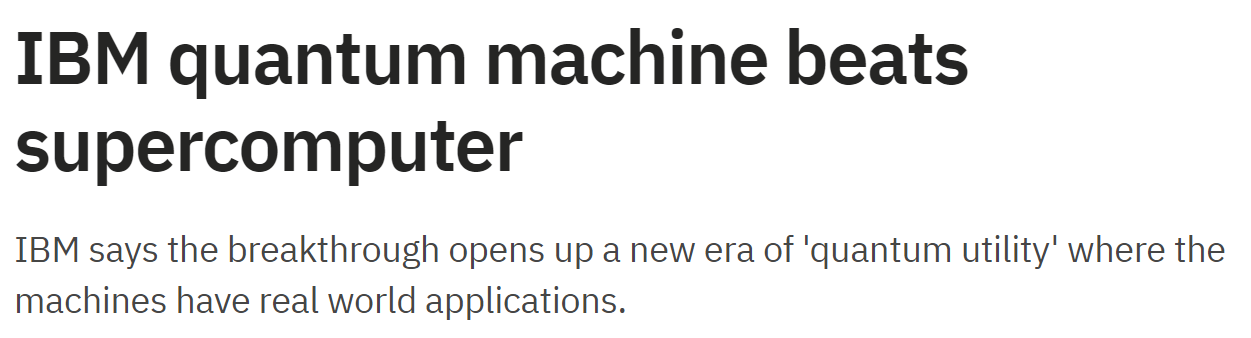 IBM quantum machine beats
supercomputer
IBM says the breakthrough opens up a new era of 'quantum utility' where the
machines have real world applications.